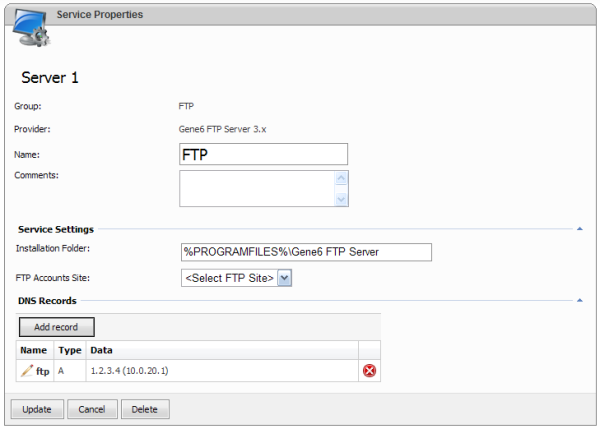 Service Properties
Server 1
Group: FTP
Provider: Gene6 FTP Server 3.x
Name: FTP
Comments:
Service Settings
Installation Folder: %PROGRAMFILES%\Gene6 FTP Server
FTP Accounts Site: <Select FTP Site>
DNS Records
Add record
Name Type Data
ftp A 1.2.3.4 (10.0.20.1)
Update Cancel Delete